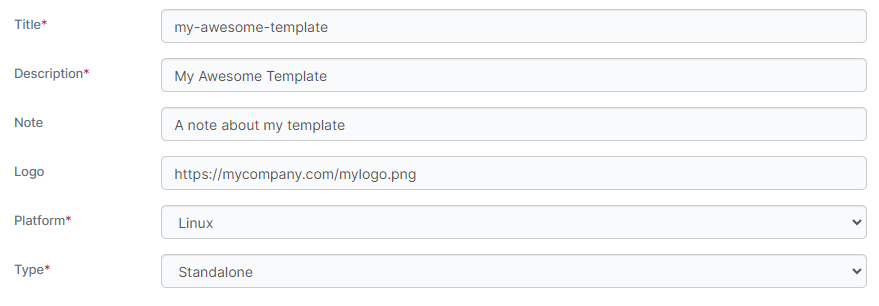 Title* my-awesome-template
Description* My Awesome Template
Note A note about my template
Logo https://mycompany.com/mylogo.png
Platform* Linux
Type* Standalone